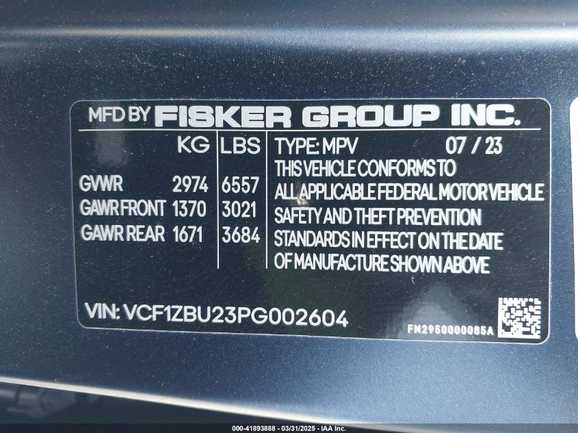 MFD BY FISKER GROUP INC.
KG LBS TYPE: MPV 07 / 23
THIS VEHICLE CONFORMS TO
GVWR 2974 6557 ALL APPLICABLE FEDERAL MOTOR VEHICLE
GAWR FRONT 1370 3021 SAFETY AND THEFT PREVENTION
GAWR REAR 1671 3684 STANDARDS IN EFFECT ON THE DATE
OF MANUFACTURE SHOWN ABOVE
VIN: VCF1ZBU23PG002604
FM2950000085A
000-41893888 - 03/31/2025 - IAA Inc.